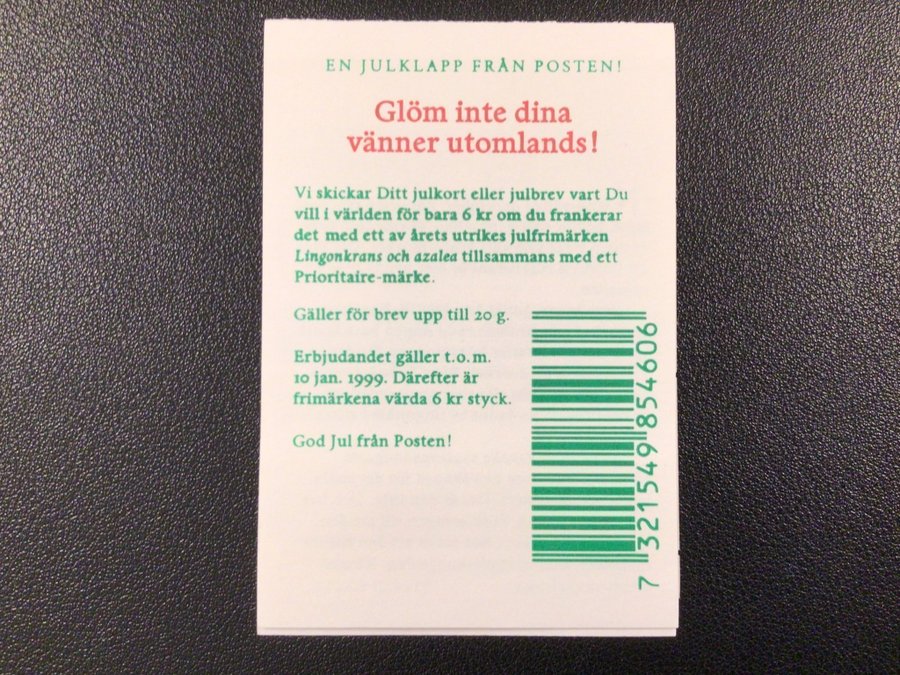 EN JULKLAPP FRÅN POSTEN!
Glöm inte dina
vänner utomlands!
Vi skickar Ditt julkort eller julbrev vart Du
vill i världen för bara 6 kr om du frankerar
det med ett av årets utrikes julfrimärken
Lingonkrans och azalea tillsammans med ett
Prioritaire-märke.
Gäller för brev upp till 20 g.
Erbjudandet gäller t.o.m.
10 jan. 1999. Därefter är
frimärkena värda 6 kr styck.
God Jul från Posten!
7 321549 854606